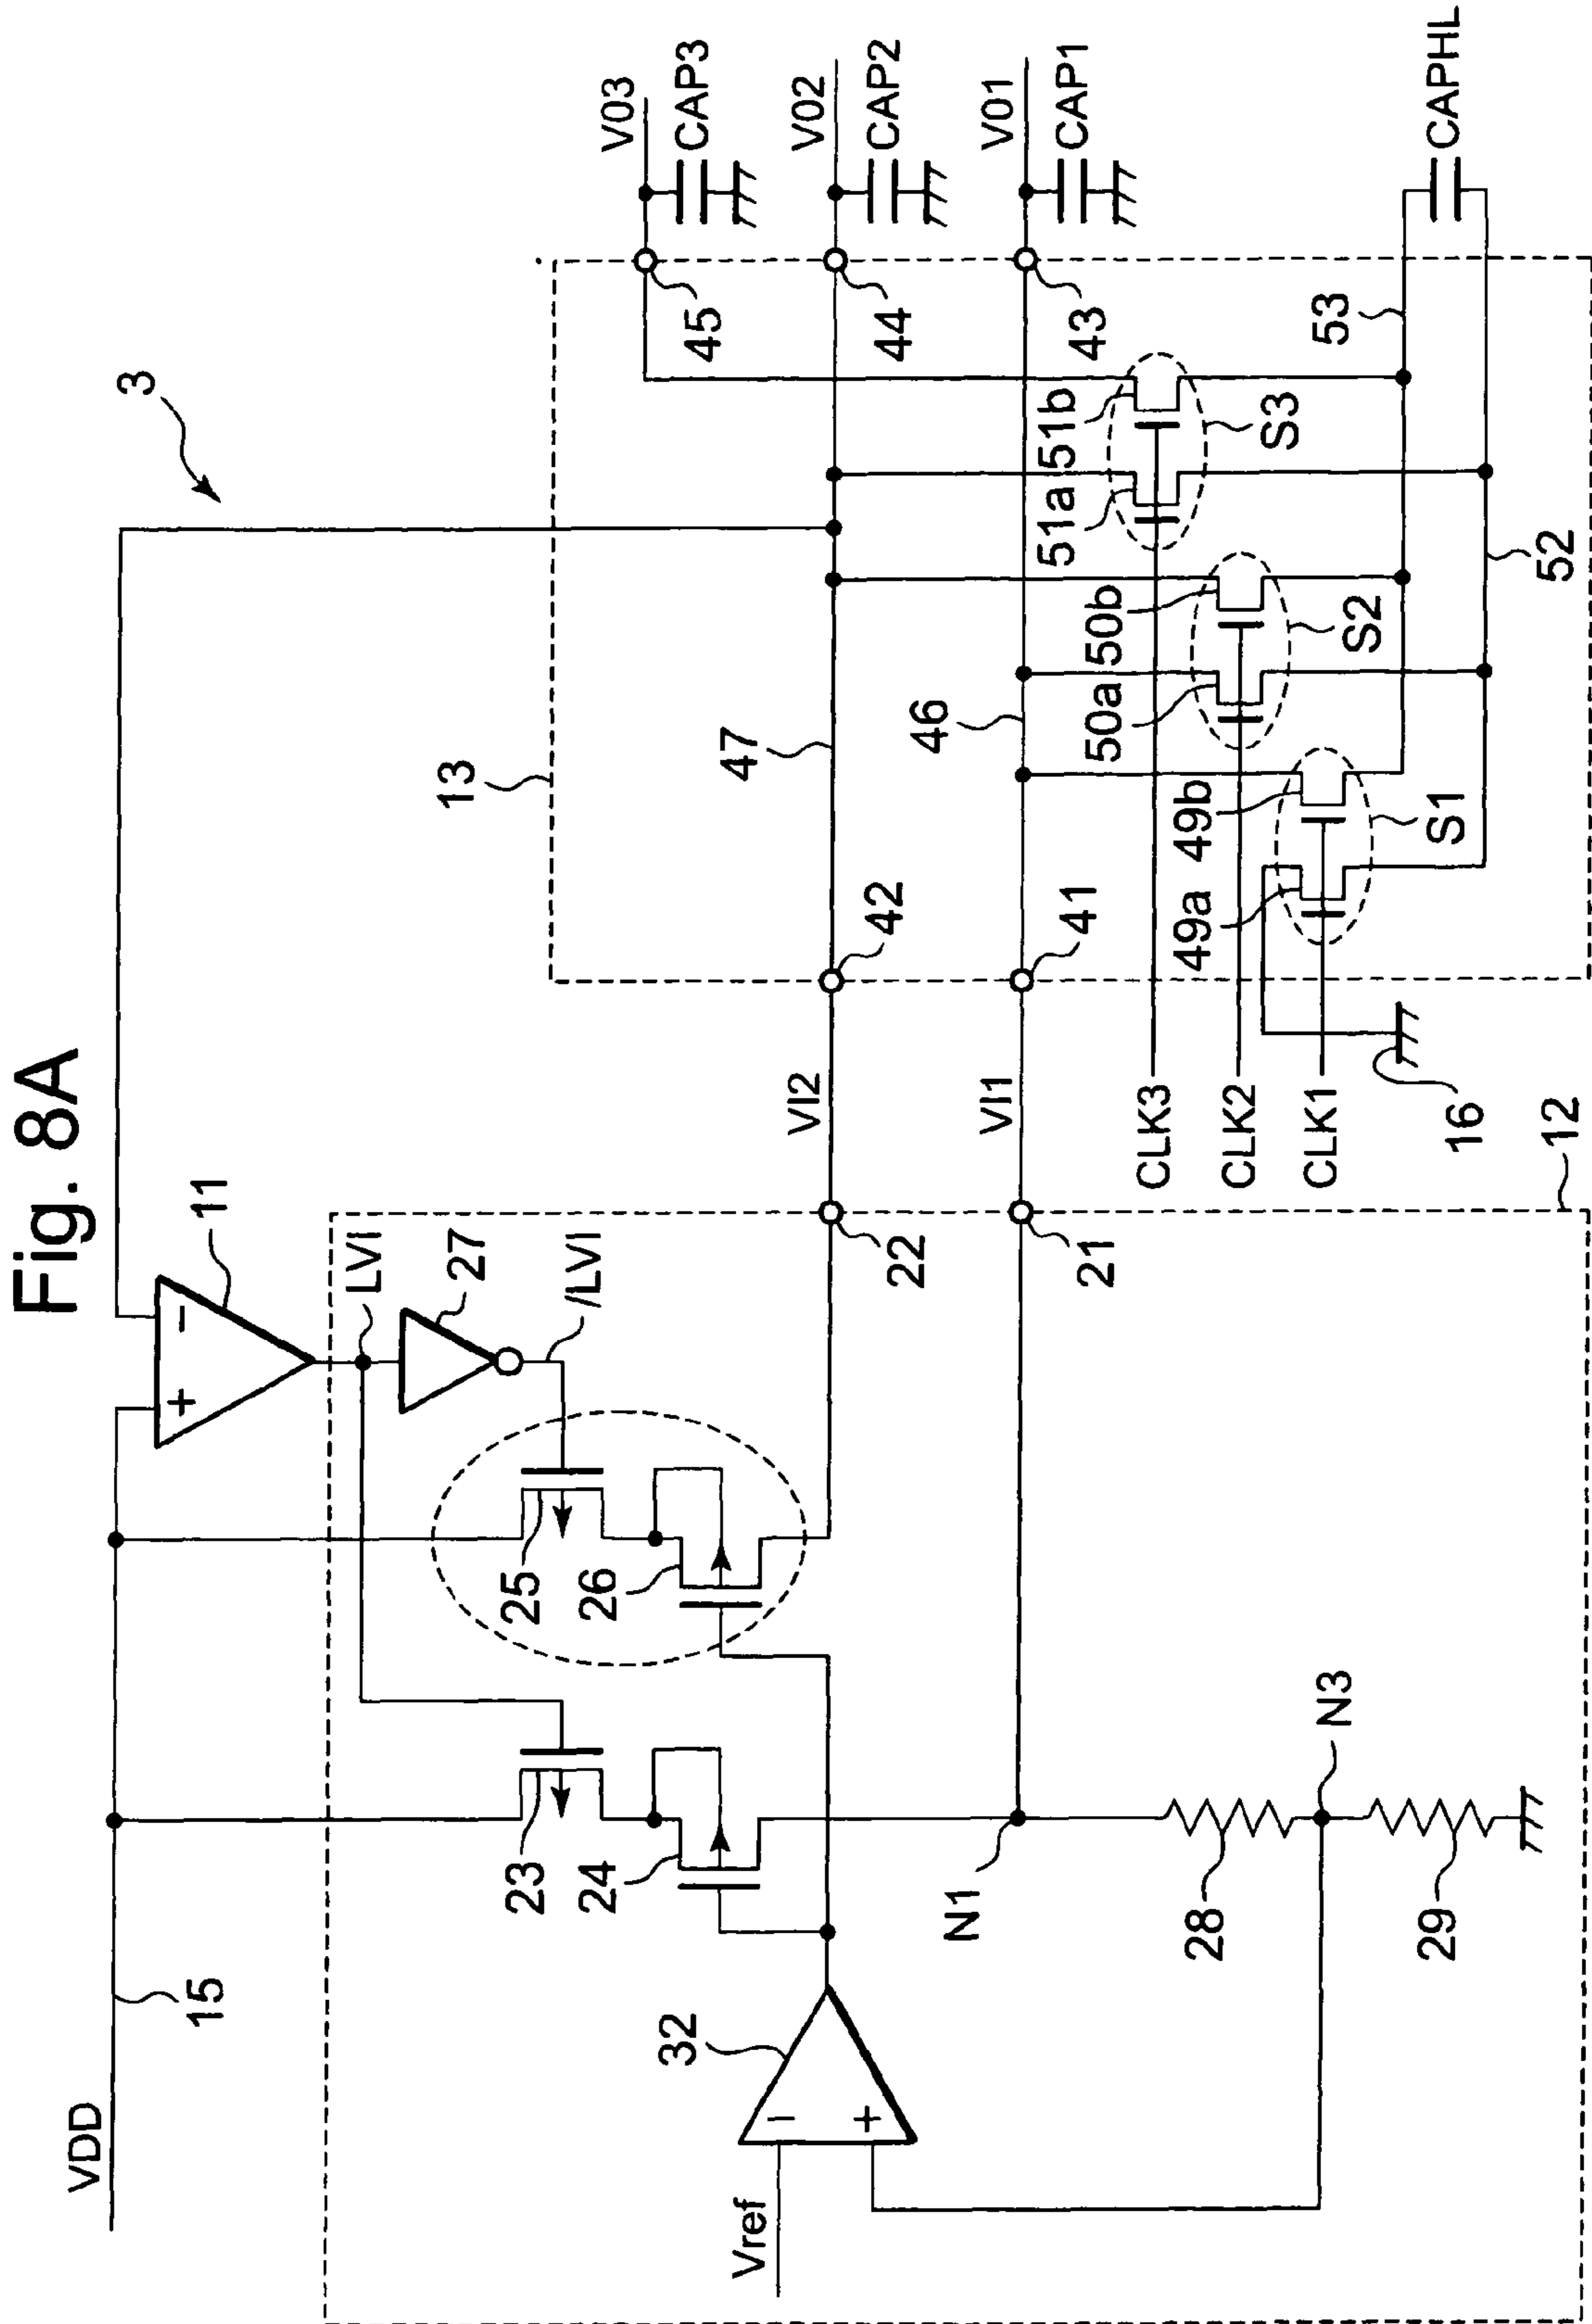 Fig. 8A
3
VDD
15
11
+
−
LVI
27
/LVI
12
23
24
25
26
32
Vref
−
+
N1
N3
28
29
22
21
VI2
VI1
CLK3
CLK2
CLK1
16
13
42
41
47
46
49a
49b
S1
50a
50b
S2
51a
51b
S3
52
53
45
44
43
V03
CAP3
V02
CAP2
V01
CAP1
CAPHL